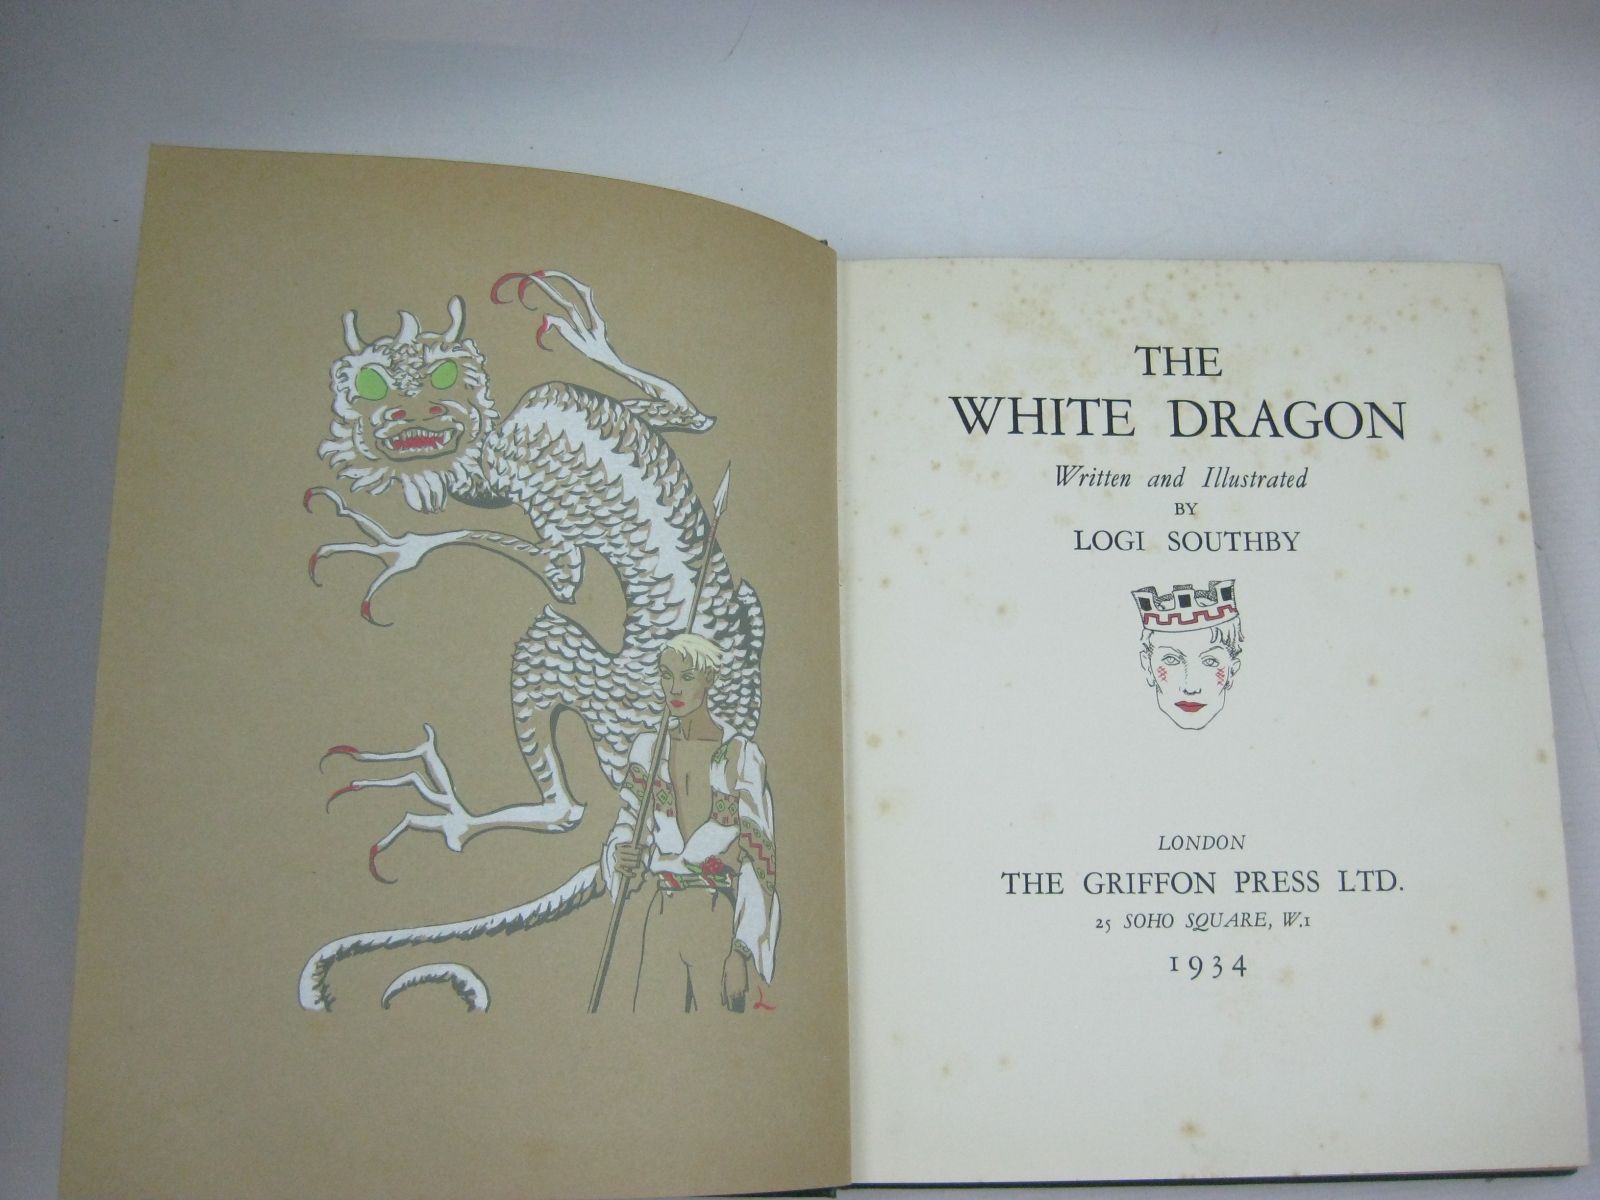 L
THE
WHITE DRAGON
Written and Illustrated
BY
LOGI SOUTHBY
LONDON
THE GRIFFON PRESS LTD.
25 SOHO SQUARE, W.1
1934